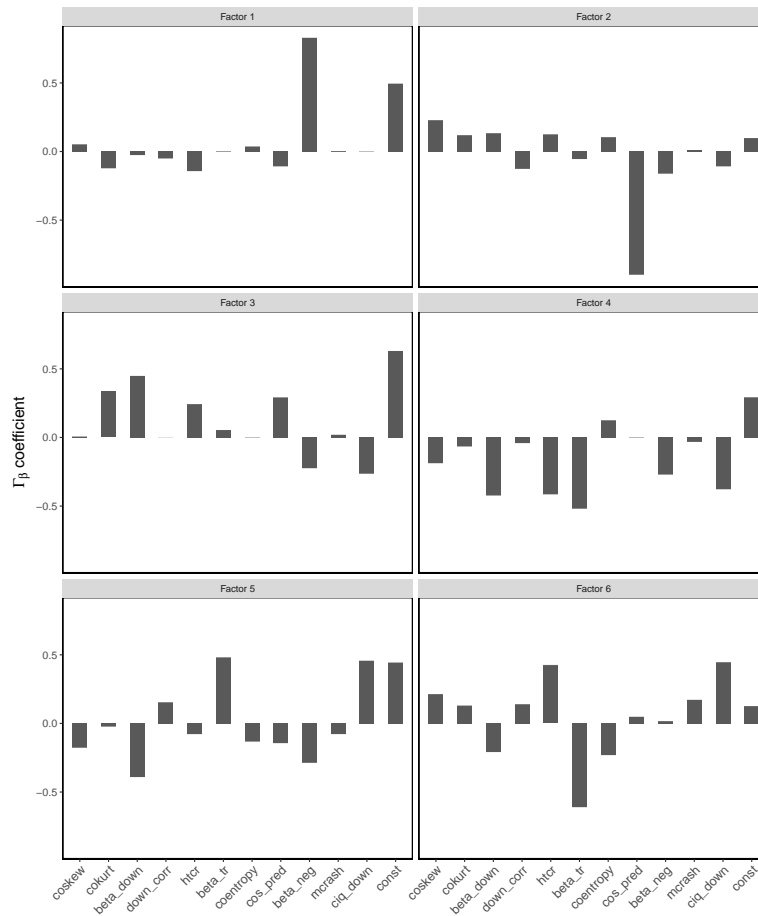 Factor 1
Factor 2
0.5
0.0
−0.5
Factor 3
Factor 4
0.5
0.0
−0.5
Factor 5
Factor 6
0.5
0.0
−0.5
Γβ coefficient
coskew
cokurt
beta_down
down_corr
htcr
beta_tr
coentropy
cos_pred
beta_neg
mcrash
ciq_down
const
coskew
cokurt
beta_down
down_corr
htcr
beta_tr
coentropy
cos_pred
beta_neg
mcrash
ciq_down
const